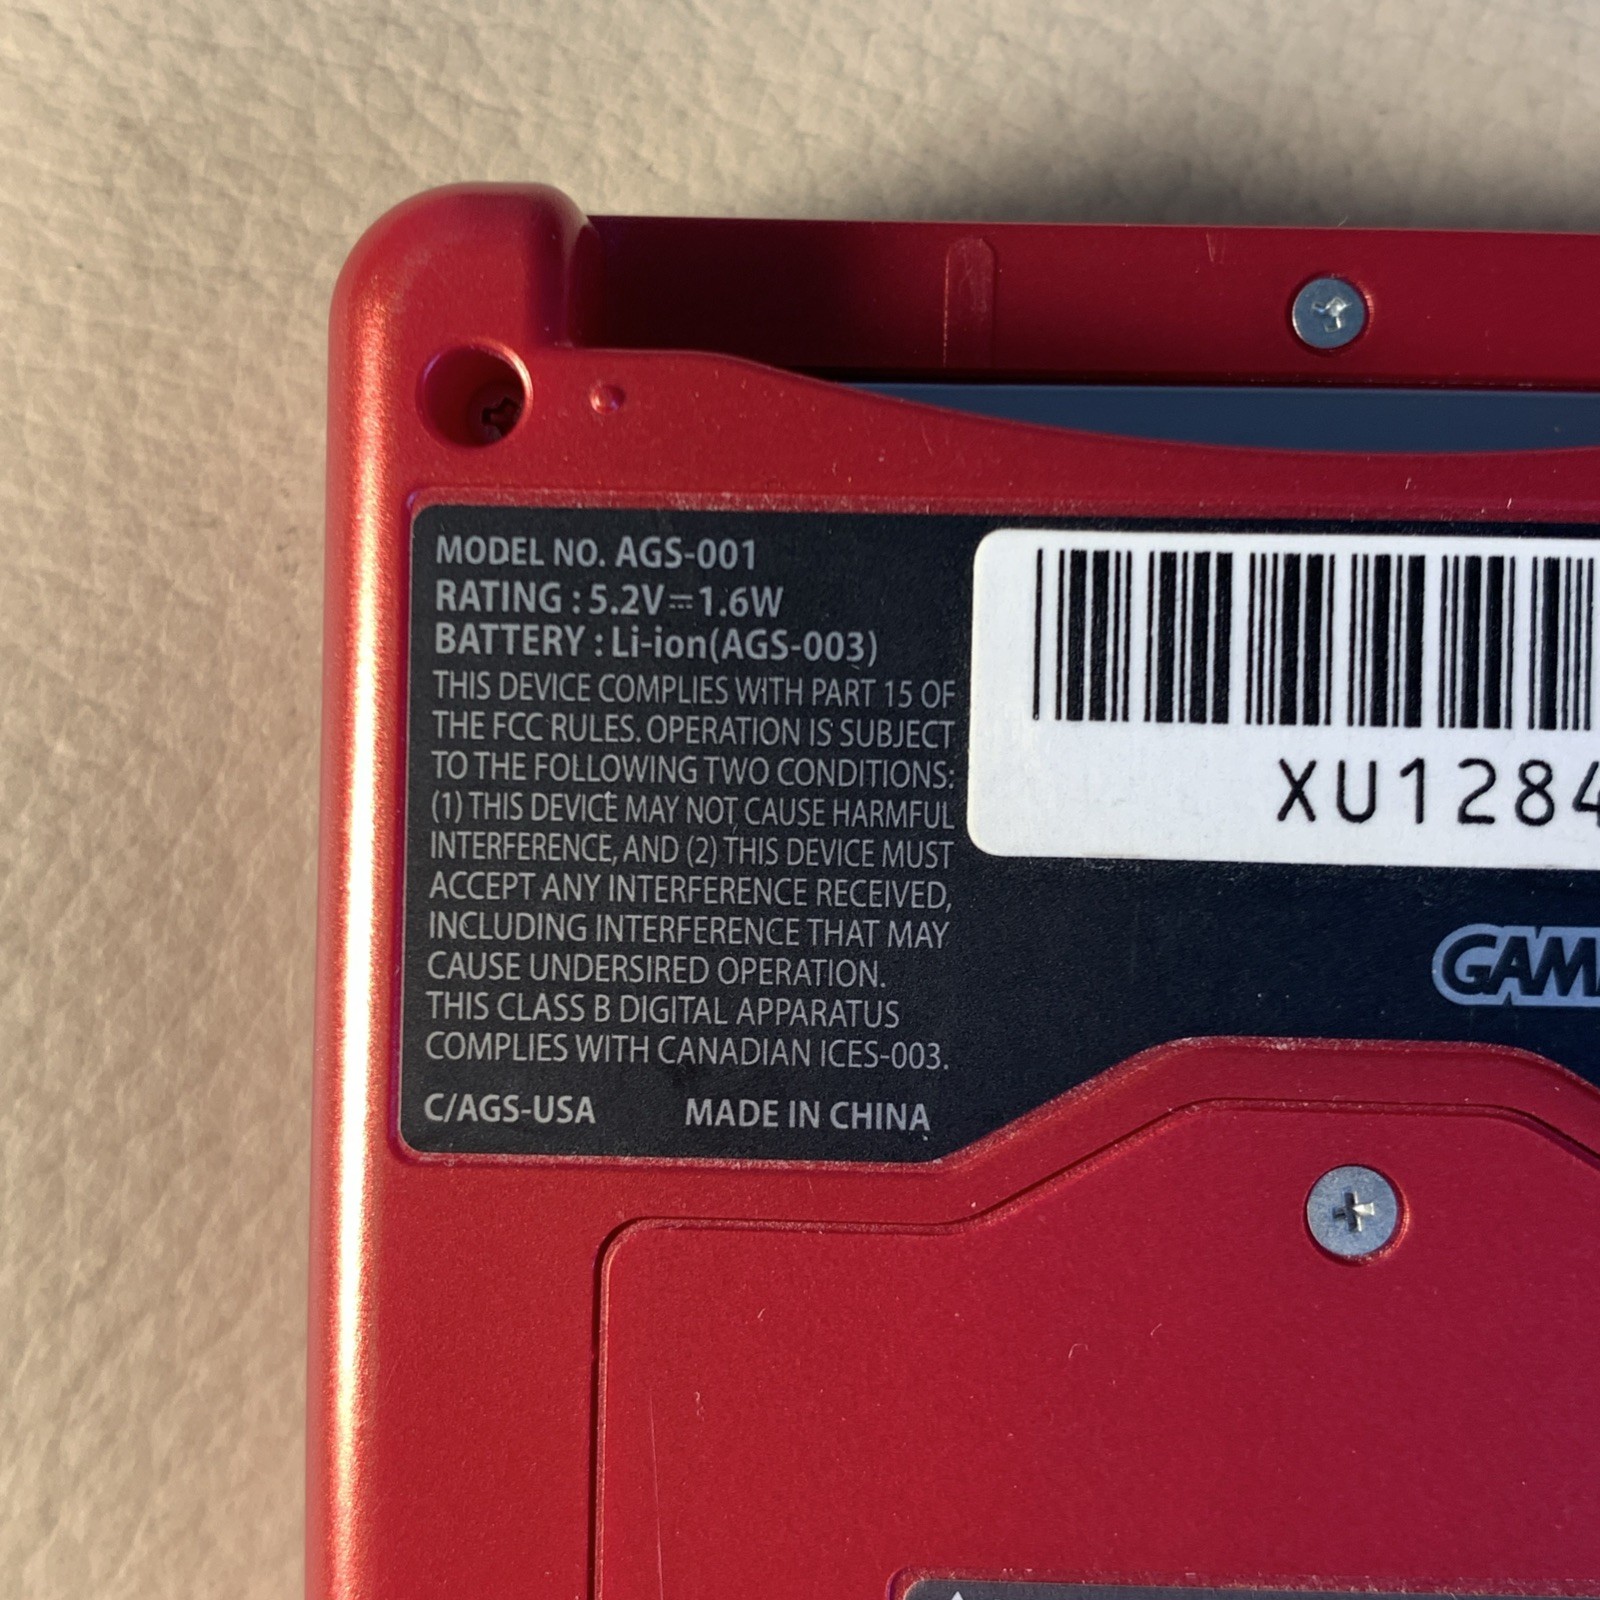 MODEL NO. AGS-001
RATING : 5.2V⎓1.6W
BATTERY : Li-ion(AGS-003)
THIS DEVICE COMPLIES WITH PART 15 OF
THE FCC RULES. OPERATION IS SUBJECT
TO THE FOLLOWING TWO CONDITIONS:
(1) THIS DEVICE MAY NOT CAUSE HARMFUL
INTERFERENCE, AND (2) THIS DEVICE MUST
ACCEPT ANY INTERFERENCE RECEIVED,
INCLUDING INTERFERENCE THAT MAY
CAUSE UNDERSIRED OPERATION.
THIS CLASS B DIGITAL APPARATUS
COMPLIES WITH CANADIAN ICES-003.
C/AGS-USA MADE IN CHINA
XU1284
GAM